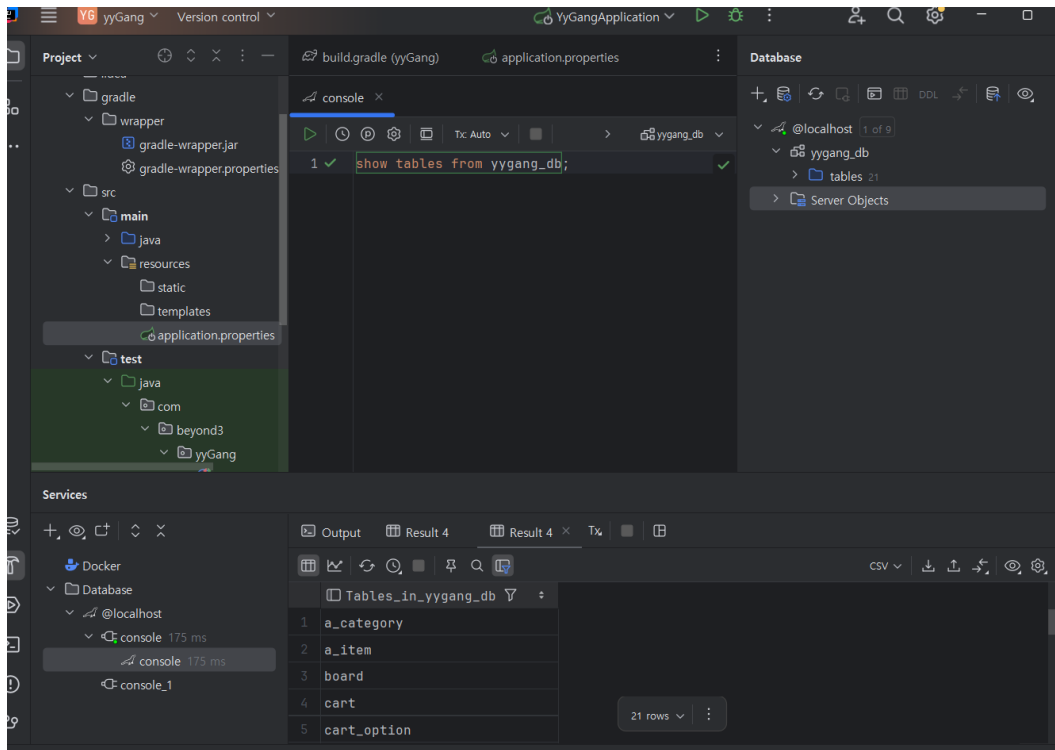 YG yyGang Version control YyGangApplication
Project
build.gradle (yyGang) application.properties
Database
gradle
wrapper
gradle-wrapper.jar
gradle-wrapper.properties
src
main
java
resources
static
templates
application.properties
test
java
com
beyond3
yyGang
console
Tx: Auto yygang_db
1 show tables from yygang_db;
DDL
@localhost 1 of 9
yygang_db
tables 21
Server Objects
Services
Docker
Database
@localhost
console 175 ms
console 175 ms
console_1
Output Result 4 Result 4 Tx
CSV
Tables_in_yygang_db
1 a_category
2 a_item
3 board
4 cart
5 cart_option
21 rows